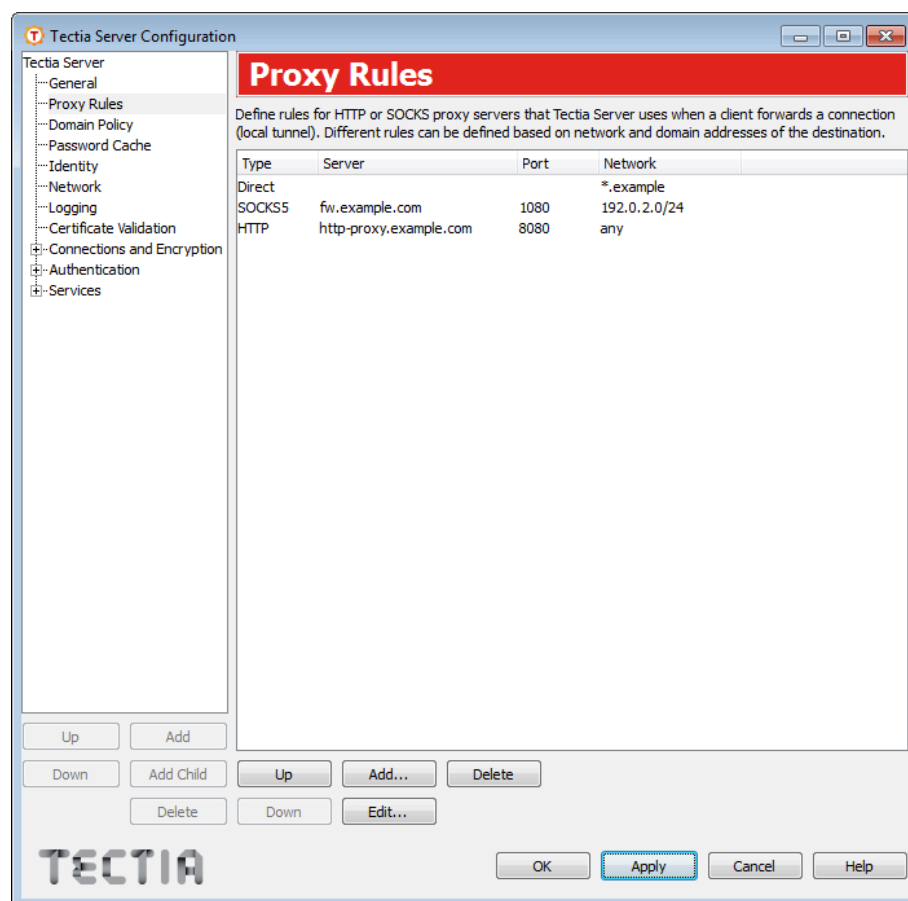 Tectia Server Configuration
Tectia Server
General
Proxy Rules
Domain Policy
Password Cache
Identity
Network
Logging
Certificate Validation
Connections and Encryption
Authentication
Services
Up Add
Down Add Child
Delete
Proxy Rules
Define rules for HTTP or SOCKS proxy servers that Tectia Server uses when a client forwards a connection
(local tunnel). Different rules can be defined based on network and domain addresses of the destination.
Type Server Port Network
Direct *.example
SOCKS5 fw.example.com 1080 192.0.2.0/24
HTTP http-proxy.example.com 8080 any
Up Add... Delete
Down Edit...
TECTIA
OK Apply Cancel Help